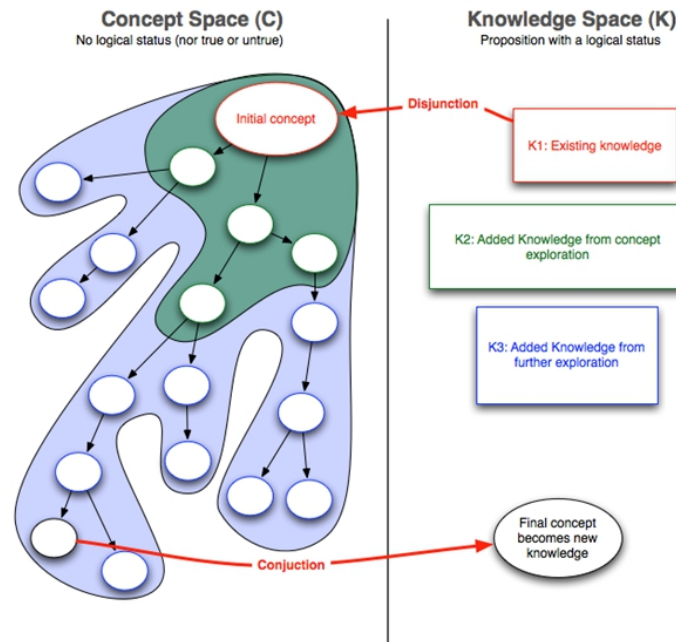 Concept Space (C)
No logical status (nor true or untrue)
Knowledge Space (K)
Proposition with a logical status
Disjunction
Initial concept
K1: Existing knowledge
K2: Added Knowledge from concept
exploration
K3: Added Knowledge from
further exploration
Final concept
becomes new
knowledge
Conjuction